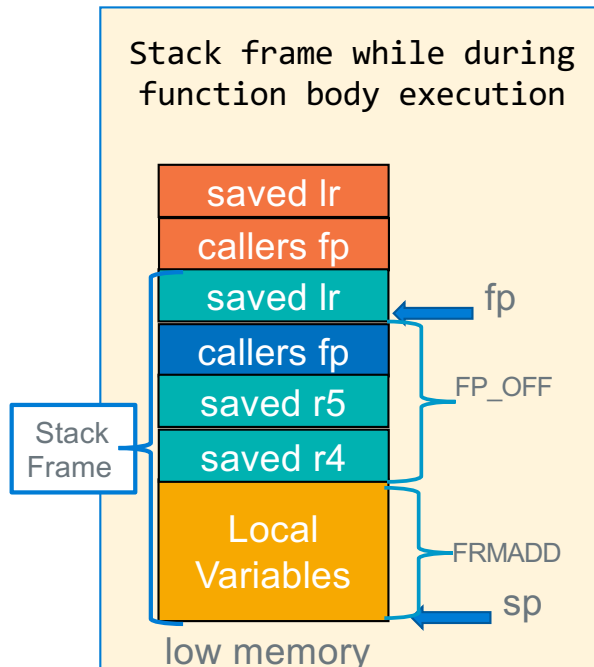 Stack frame while during
function body execution
saved lr
callers fp
saved lr
fp
callers fp
FP_OFF
saved r5
Stack
Frame
saved r4
Local
Variables
FRMADD
sp
low memory